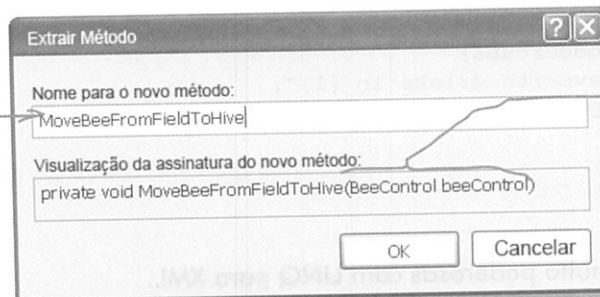 Extrair Método
Nome para o novo método:
MoveBeeFromFieldToHive
Visualização da assinatura do novo método:
private void MoveBeeFromFieldToHive(BeeControl beeControl)
OK
Cancelar